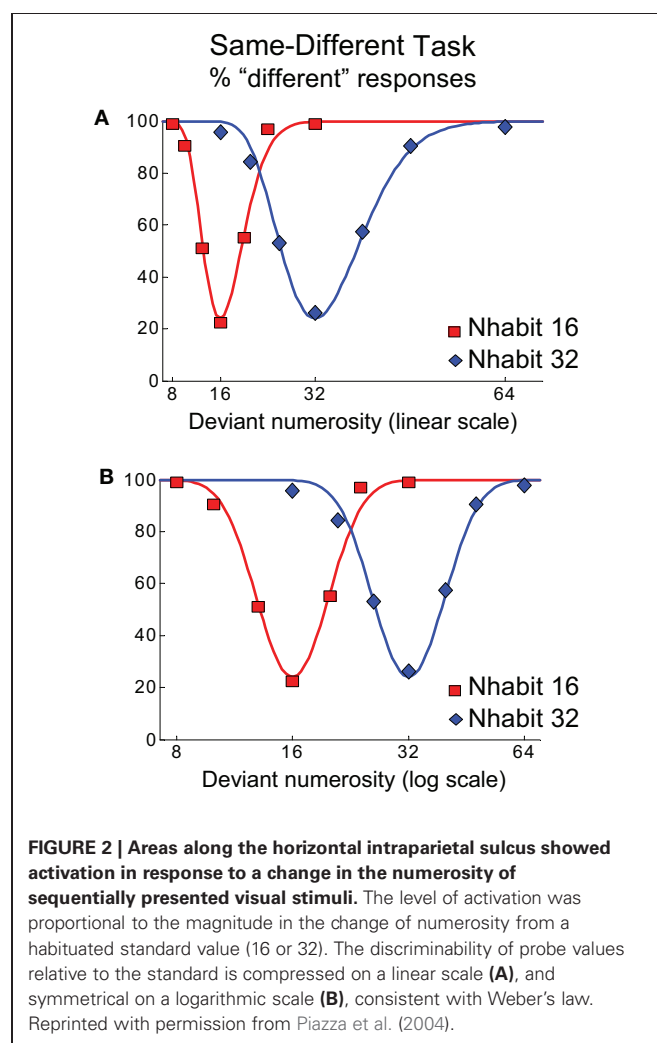 Same-Different Task
% “different” responses
A
100
80
60
40
20
0
8
16
32
64
Nhabit 16
Nhabit 32
Deviant numerosity (linear scale)
B
100
80
60
40
20
0
8
16
32
64
Nhabit 16
Nhabit 32
Deviant numerosity (log scale)
FIGURE 2 | Areas along the horizontal intraparietal sulcus showed
activation in response to a change in the numerosity of
sequentially presented visual stimuli. The level of activation was
proportional to the magnitude in the change of numerosity from a
habituated standard value (16 or 32). The discriminability of probe values
relative to the standard is compressed on a linear scale (A), and
symmetrical on a logarithmic scale (B), consistent with Weber’s law.
Reprinted with permission from Piazza et al. (2004).